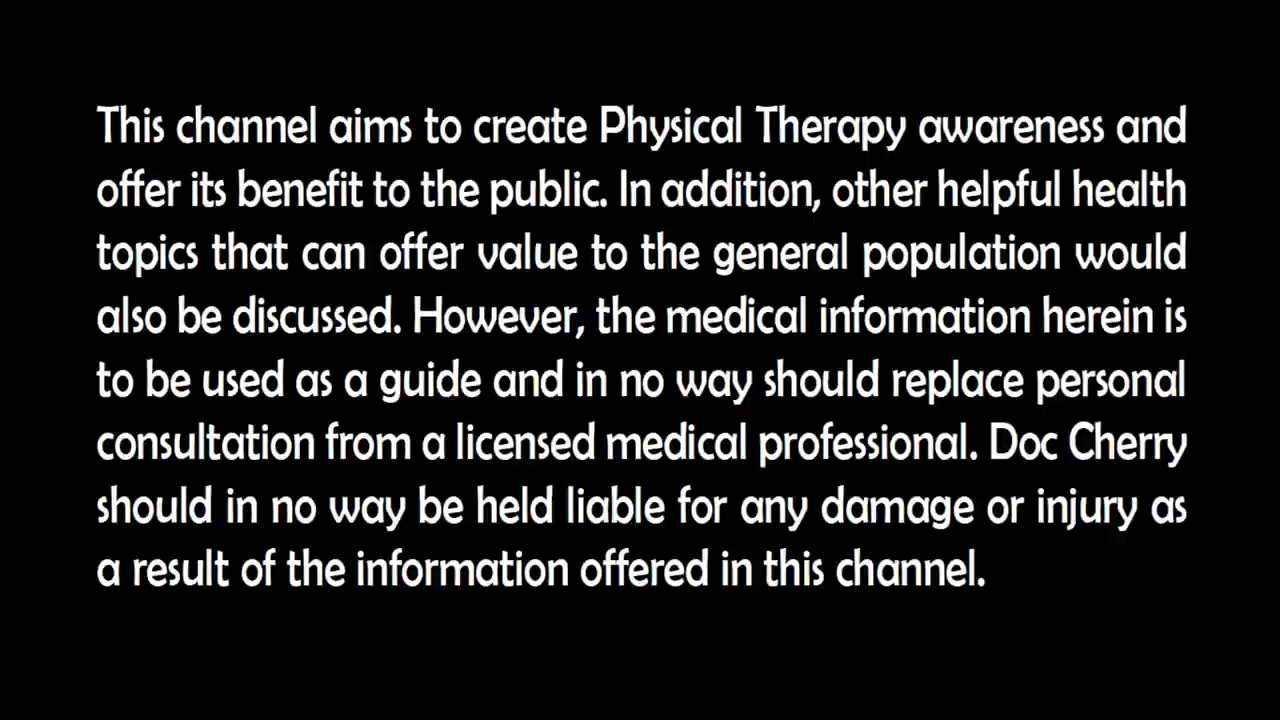 This channel aims to create Physical Therapy awareness and
offer its benefit to the public. In addition, other helpful health
topics that can offer value to the general population would
also be discussed. However, the medical information herein is
to be used as a guide and in no way should replace personal
consultation from a licensed medical professional. Doc Cherry
should in no way be held liable for any damage or injury as
a result of the information offered in this channel.